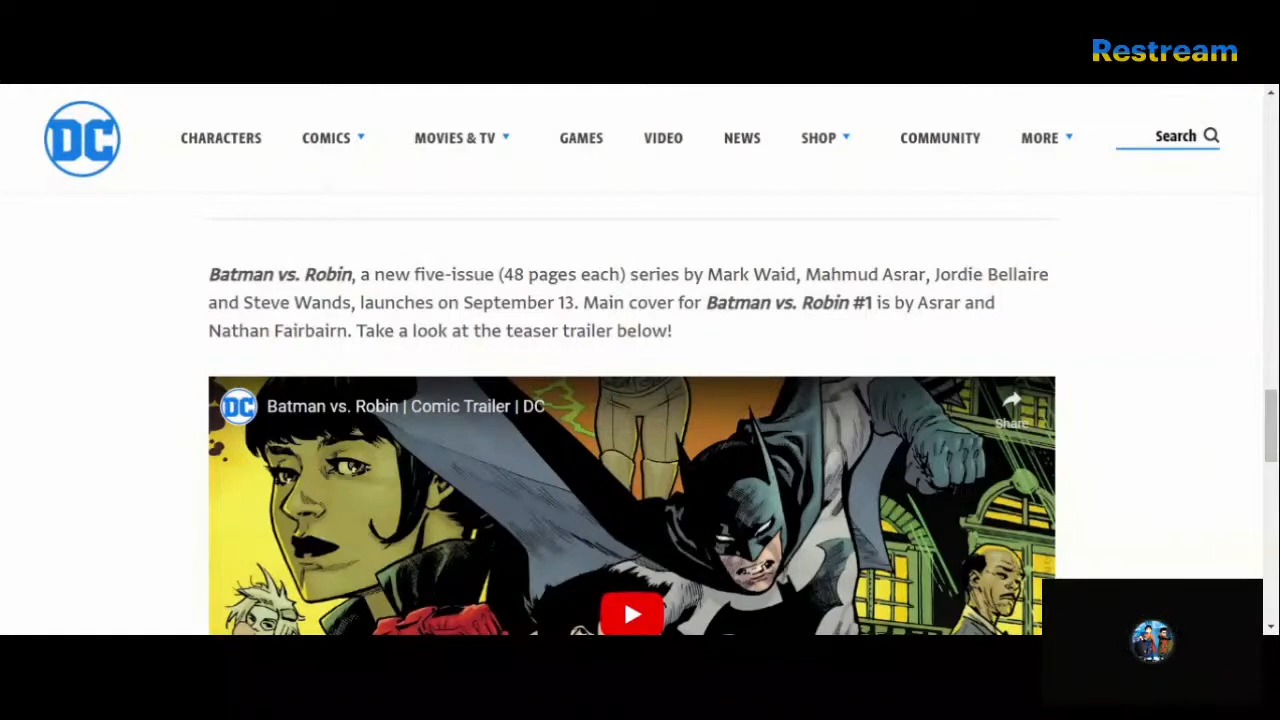 Restream
DC
CHARACTERS
COMICS
MOVIES & TV
GAMES
VIDEO
NEWS
SHOP
COMMUNITY
MORE
Search
Batman vs. Robin, a new five-issue (48 pages each) series by Mark Waid, Mahmud Asrar, Jordie Bellaire
and Steve Wands, launches on September 13. Main cover for Batman vs. Robin #1 is by Asrar and
Nathan Fairbairn. Take a look at the teaser trailer below!
DC
Batman vs. Robin | Comic Trailer | DC
Share